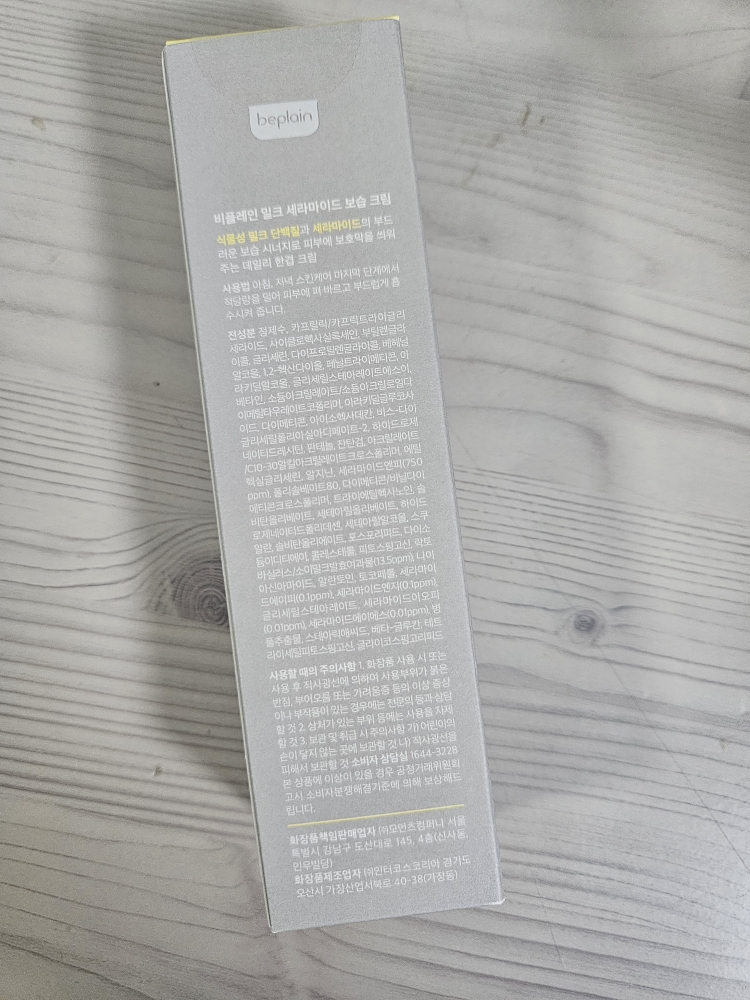 beplain
비플레인 밀크 세라마이드 보습 크림
식물성 밀크 단백질과 세라마이드의 부드
러운 보습 시너지로 피부에 보호막을 씌워
주는 데일리 한겹 크림
사용법 아침, 저녁 스킨케어 마지막 단계에서
적당량을 덜어 피부에 펴 바르고 부드럽게 흡
수시켜 줍니다.
전성분 정제수, 카프릴릭/카프릭트라이글리
세라이드, 사이클로헥사실록세인, 부틸렌글라
이콜, 글리세린, 다이프로필렌글라이콜, 베헤닐
알코올, 1,2-헥산다이올, 페닐트라이메티콘, 아
라키딜알코올, 글리세릴스테아레이트에스이,
베타인, 소듐아크릴레이트/소듐아크릴로일다
이메틸타우레이트코폴리머, 아라키딜글루코사
이드, 다이메티콘, 아이소헥사데칸, 비스-다이
글리세릴폴리아실아디페이트-2, 하이드로제
네이티드레시틴, 판테놀, 잔탄검, 아크릴레이트
/C10-30알킬아크릴레이트크로스폴리머, 에틸
헥실글리세린, 알지닌, 세라마이드엔피(750
ppm), 폴리솔베이트80, 다이메티콘/비닐다이
메티콘크로스폴리머, 트라이에틸헥사노인, 솔
비탄올리베이트, 세테아릴올리베이트, 하이드
로제네이티드폴리데센, 세테아릴알코올, 스쿠
알란, 솔비탄올리에이트, 포스포리피드, 다이소
듐이디티에이, 콜레스테롤, 피토스핑고신, 락토
바실러스/소이밀크발효여과물(13.5ppm), 나이
아신아마이드, 알란토인, 토코페롤, 세라마이
드에이피(0.1ppm), 세라마이드엔지(0.1ppm),
글리세릴스테아레이트, 세라마이드이오피
(0.01ppm), 세라마이드에이에스(0.01ppm), 병
풀추출물, 스테아릭애씨드, 베타-글루칸, 테트
라아세틸피토스핑고신, 글라이코스핑고리피드
사용할 때의 주의사항 1. 화장품 사용 시 또는
사용 후 직사광선에 의하여 사용부위가 붉은
반점, 부어오름 또는 가려움증 등의 이상 증상
이나 부작용이 있는 경우에는 전문의 등과 상담
할 것 2. 상처가 있는 부위 등에는 사용을 자제
할 것 3. 보관 및 취급 시 주의사항 가) 어린이의
손이 닿지 않는 곳에 보관할 것 나) 직사광선을
피해서 보관할 것 소비자 상담실 1644-3228
본 상품에 이상이 있을 경우 공정거래위원회
고시 소비자분쟁해결기준에 의해 보상해드
립니다.
화장품책임판매업자 ㈜모먼츠컴퍼니 서울
특별시 강남구 도산대로 145, 4층(신사동,
인우빌딩)
화장품제조업자 ㈜인터코스코리아 경기도
오산시 가장산업서북로 40-38(가장동)